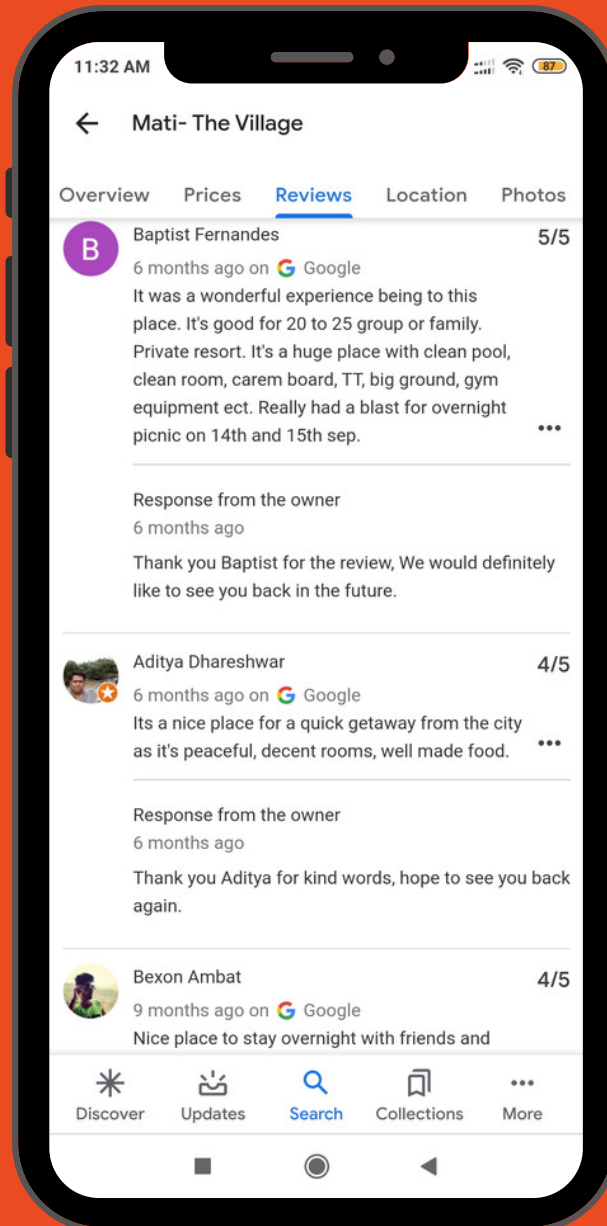 11:32 AM
87
Mati- The Village
Overview Prices Reviews Location Photos
B
Baptist Fernandes
5/5
6 months ago on G Google
It was a wonderful experience being to this
place. It's good for 20 to 25 group or family.
Private resort. It's a huge place with clean pool,
clean room, carem board, TT, big ground, gym
equipment ect. Really had a blast for overnight
picnic on 14th and 15th sep.
Response from the owner
6 months ago
Thank you Baptist for the review, We would definitely
like to see you back in the future.
Aditya Dhareshwar
4/5
6 months ago on G Google
Its a nice place for a quick getaway from the city
as it's peaceful, decent rooms, well made food.
Response from the owner
6 months ago
Thank you Aditya for kind words, hope to see you back
again.
Bexon Ambat
4/5
9 months ago on G Google
Nice place to stay overnight with friends and
Discover Updates Search Collections More